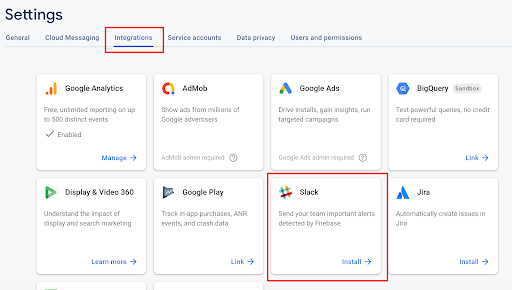 Settings
General Cloud Messaging Integrations Service accounts Data privacy Users and permissions
Google Analytics
Free, unlimited reporting on up
to 500 distinct events
Enabled
Manage
AdMob
Show ads from millions of
Google advertisers
AdMob admin required
Google Ads
Drive installs, gain insights, run
targeted campaigns
Google Ads admin required
BigQuery Sandbox
Test powerful queries, no credit
card required
Link
Display & Video 360
Understand the impact of
display and search marketing
Learn more
Google Play
Track in-app purchases, ANR
events, and crash data
Link
Slack
Send your team important alerts
detected by Firebase
Install
Jira
Automatically create issues in
Jira
Install